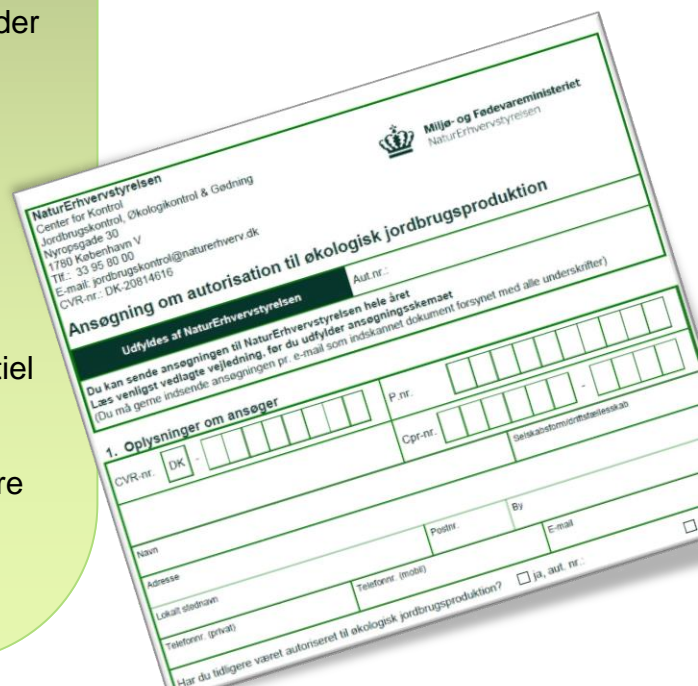 der
tiel
re
Miljø- og Fødevareministeriet
NaturErhvervstyrelsen
NaturErhvervstyrelsen
Center for Kontrol
Jordbrugskontrol, Økologikontrol & Gødning
Nyropsgade 30
1780 København V
Tlf.: 33 95 80 00
E-mail: jordbrugskontrol@naturerhverv.dk
CVR-nr.: DK-20814616
Ansøgning om autorisation til økologisk jordbrugsproduktion
Udfyldes af NaturErhvervstyrelsen
Aut.nr.:
Du kan sende ansøgningen til NaturErhvervstyrelsen hele året
Læs venligst vedlagte vejledning, før du udfylder ansøgningsskemaet
(Du må gerne indsende ansøgningen pr. e-mail som indskannet dokument forsynet med alle underskrifter)
1. Oplysninger om ansøger
CVR-nr. DK -
P.nr.
Cpr-nr. -
Selskabsform/driftsfællesskab
Navn
Adresse
Postnr.
By
Lokalt stednavn
Telefonnr. (privat)
Telefonnr. (mobil)
E-mail
Har du tidligere været autoriseret til økologisk jordbrugsproduktion? ja, aut. nr.: